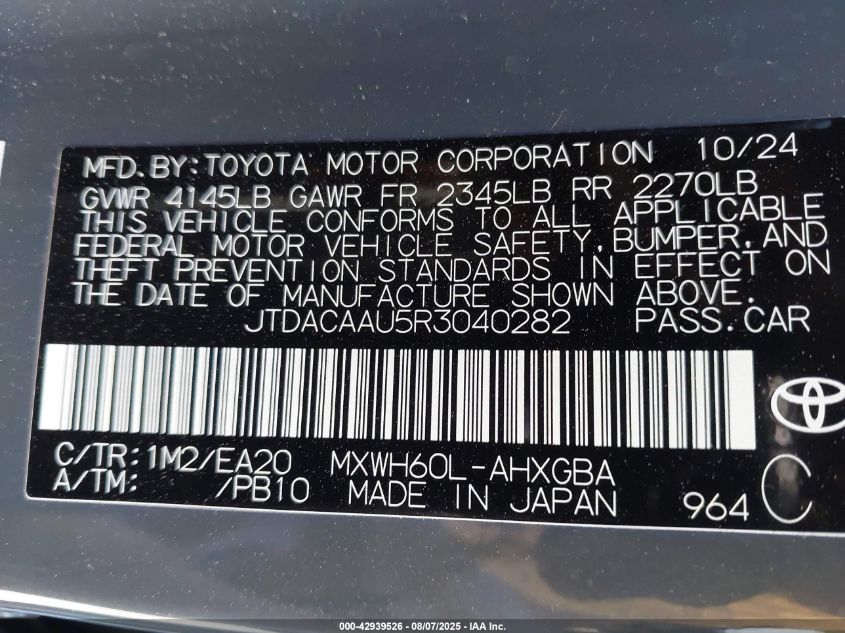 MFD.BY:TOYOTA MOTOR CORPORATION 10/24
GVWR 4145LB GAWR FR 2345LB RR 2270LB
THIS VEHICLE CONFORMS TO ALL APPLICABLE
FEDERAL MOTOR VEHICLE SAFETY,BUMPER,AND
THEFT PREVENTION STANDARDS IN EFFECT ON
THE DATE OF MANUFACTURE SHOWN ABOVE.
JTDACAAU5R3040282 PASS.CAR
C/TR:1M2/EA20 MXWH60L-AHXGBA
A/TM: /PB10 MADE IN JAPAN 964 C
000-42939526 - 08/07/2025 - IAA Inc.